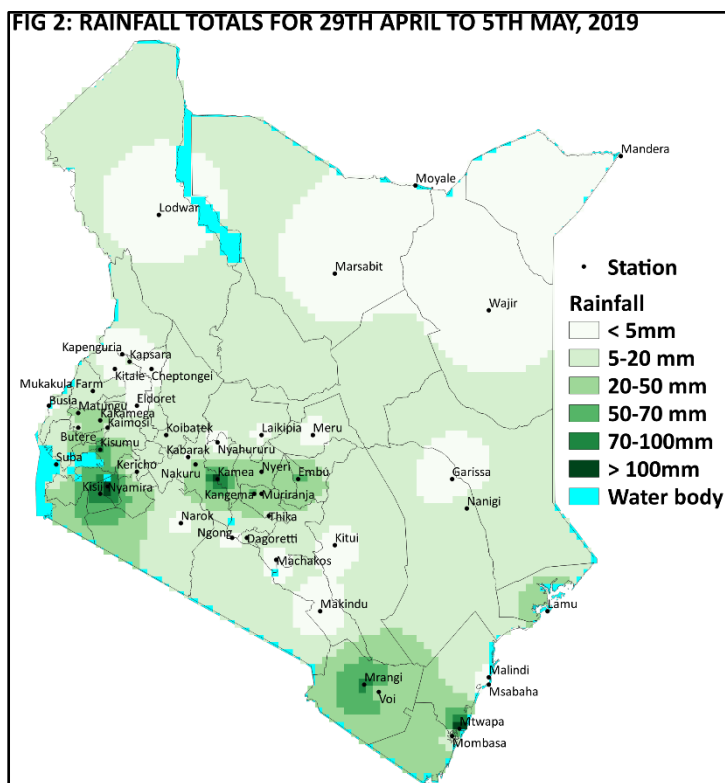 FIG 2: RAINFALL TOTALS FOR 29TH APRIL TO 5TH MAY, 2019
Mandera
Moyale
Lodwar
Marsabit
Wajir
Station
Rainfall
< 5mm
5-20 mm
20-50 mm
50-70 mm
70-100mm
> 100mm
Water body
Kapenguria
Kapsara
Kitale
Cheptongei
Mukakula Farm
Eldoret
Busia
Matungu
Kakamega
Kaimosi
Butere
Koibatek
Laikipia
Meru
Nyahururu
Kisumu
Suba
Kericho
Kabarak
Nakuru
Kamea
Nyeri
Embu
Garissa
Kisii
Nyamira
Kangema
Muriranja
Nanigi
Narok
Thika
Ngong
Dagoretti
Kitui
Machakos
Makindu
Lamu
Malindi
Msabaha
Mrangi
Voi
Mtwapa
Mombasa